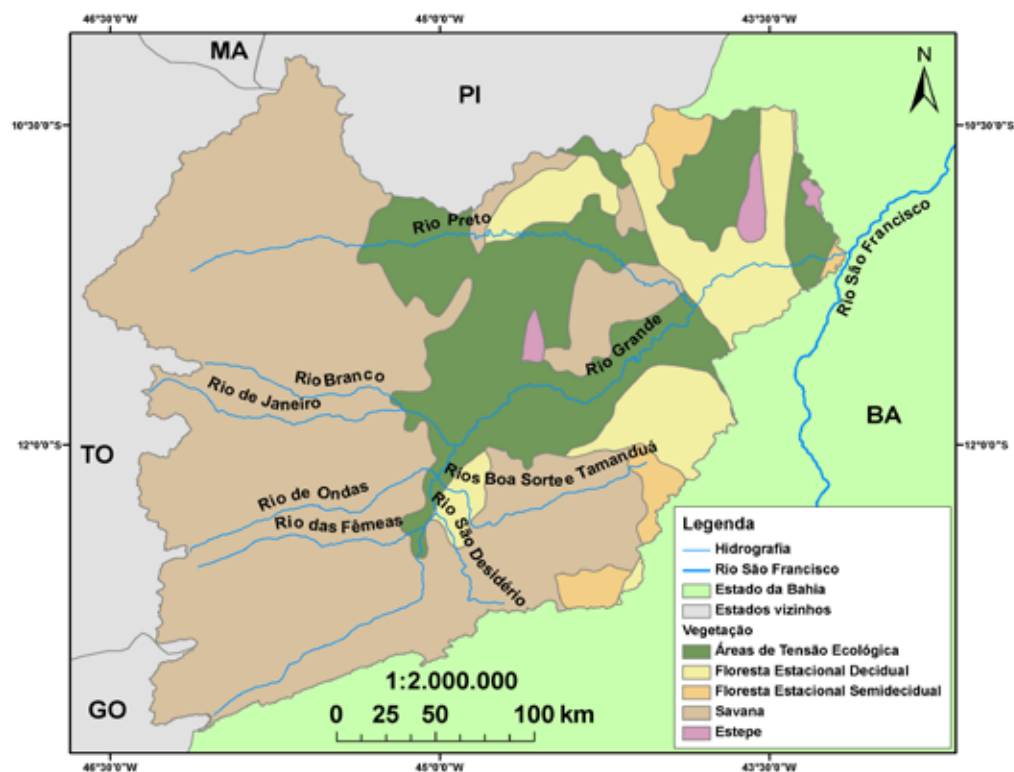 46°30'0"W
45°0'0"W
43°30'0"W
MA
PI
N
10°30'0"S
10°30'0"S
Rio Preto
Rio São Francisco
Rio Grande
Rio Branco
Rio de Janeiro
BA
TO
12°0'0"S
12°0'0"S
Rios Boa Sorte e Tamanduá
Rio de Ondas
Rio das Fêmeas
Rio São Desidério
GO
1:2.000.000
0 25 50 100 km
Legenda
Hidrografia
Rio São Francisco
Estado da Bahia
Estados vizinhos
Vegetação
Áreas de Tensão Ecológica
Floresta Estacional Decidual
Floresta Estacional Semidecidual
Savana
Estepe
46°30'0"W
45°0'0"W
43°30'0"W